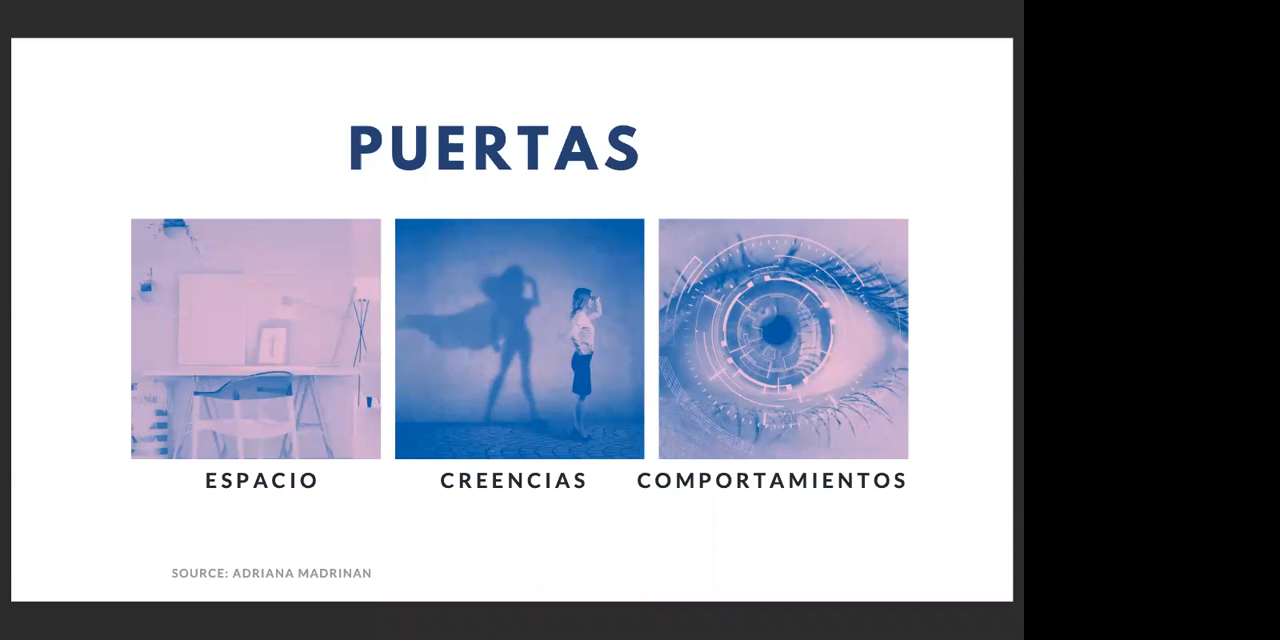 PUERTAS
ESPACIO
CREENCIAS
COMPORTAMIENTOS
SOURCE: ADRIANA MADRINAN